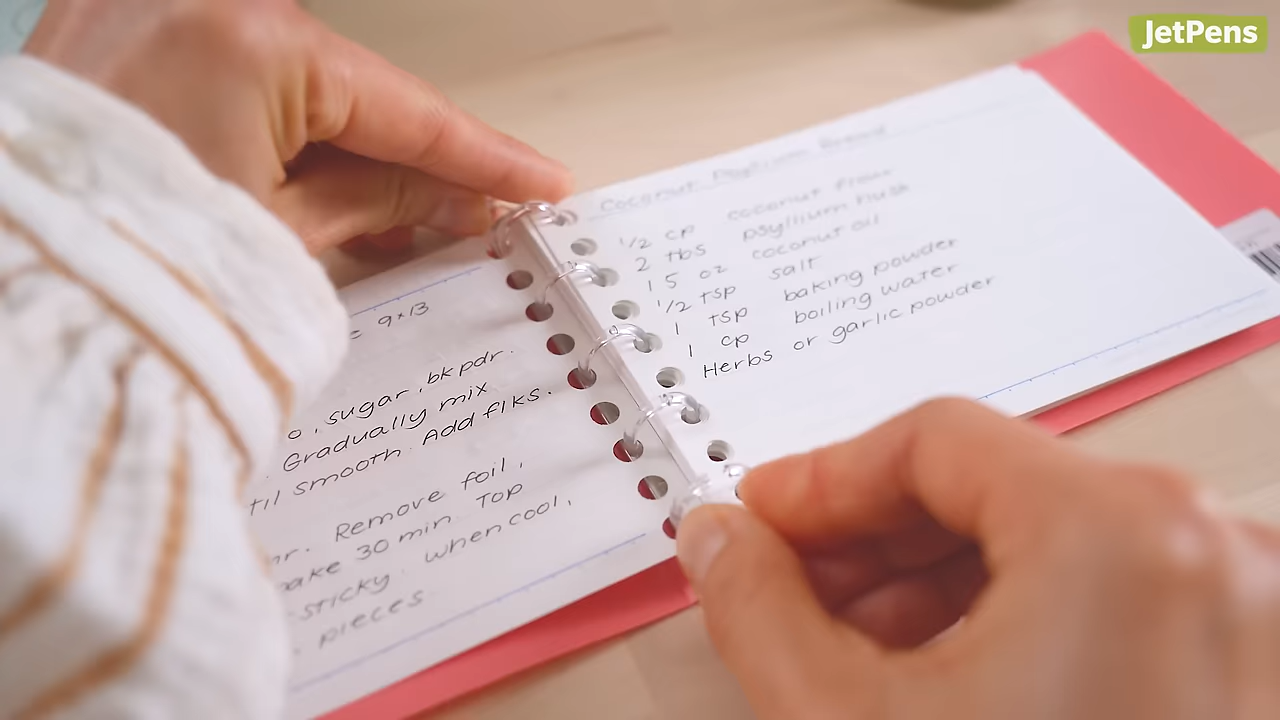 JetPens
= 9x13
o, sugar, bk pdr.
. Gradually mix
til smooth. Add flks.
hr. Remove foil,
bake 30 min. Top
sticky. when cool,
. pieces
Coconut Psyllium Bread
1/2 cp coconut flour
2 tbs psyllium husk
1 5 oz coconut oil
1/2 tsp salt
1 tsp baking powder
1 cp boiling water
Herbs or garlic powder